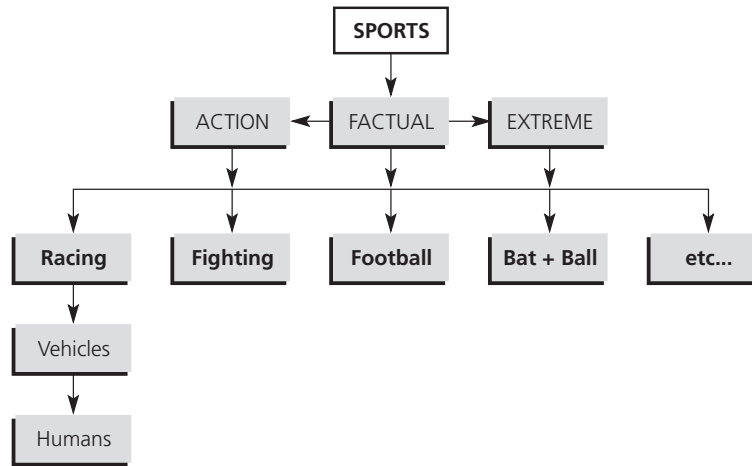 SPORTS
ACTION
FACTUAL
EXTREME
Racing
Fighting
Football
Bat + Ball
etc...
Vehicles
Humans